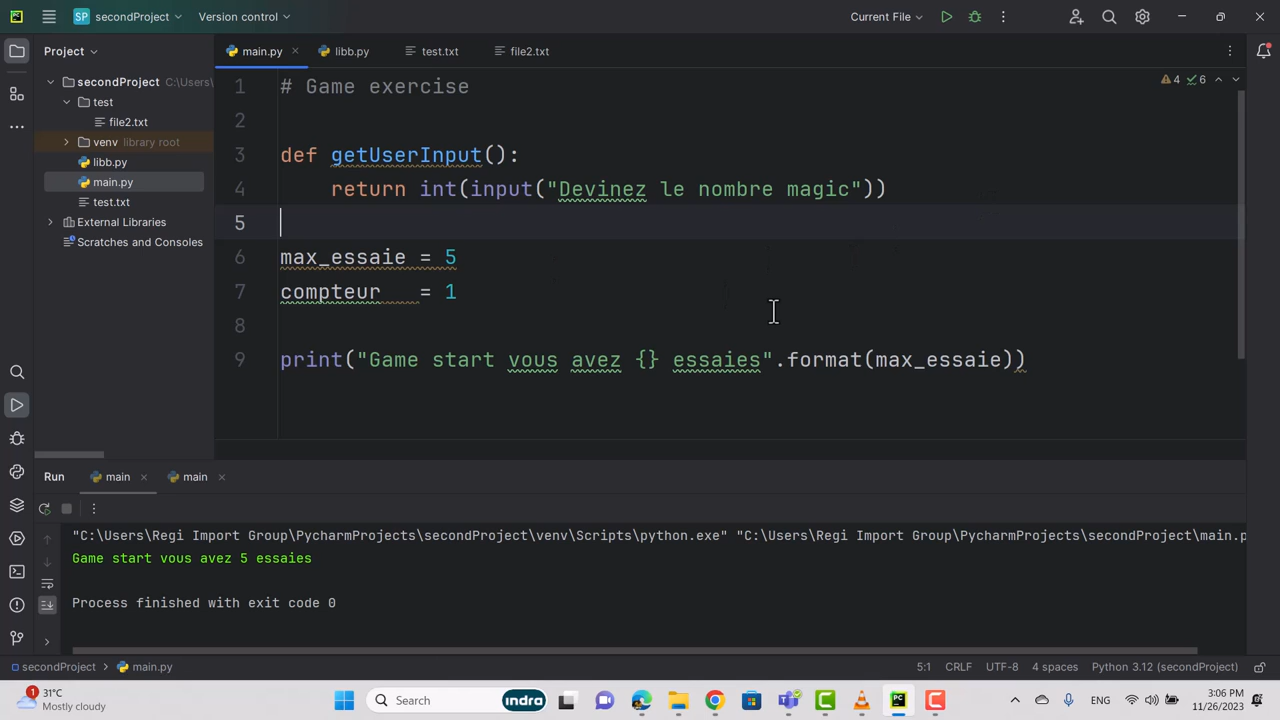 SP secondProject
Version control
Current File
Project
main.py
libb.py
test.txt
file2.txt
secondProject C:\Users\
test
file2.txt
venv library root
libb.py
main.py
test.txt
External Libraries
Scratches and Consoles
4 6
1 # Game exercise
2
3 def getUserInput():
4 return int(input("Devinez le nombre magic"))
5
6 max_essaie = 5
7 compteur = 1
8
9 print("Game start vous avez {} essaies".format(max_essaie))
Run
main
main
"C:\Users\Regi Import Group\PycharmProjects\secondProject\venv\Scripts\python.exe" "C:\Users\Regi Import Group\PycharmProjects\secondProject\main.p
Game start vous avez 5 essaies
Process finished with exit code 0
secondProject
main.py
5:1 CRLF UTF-8 4 spaces Python 3.12 (secondProject)
1
31°C
Mostly cloudy
Search
indra
PC
ENG
11:06 PM
11/26/2023